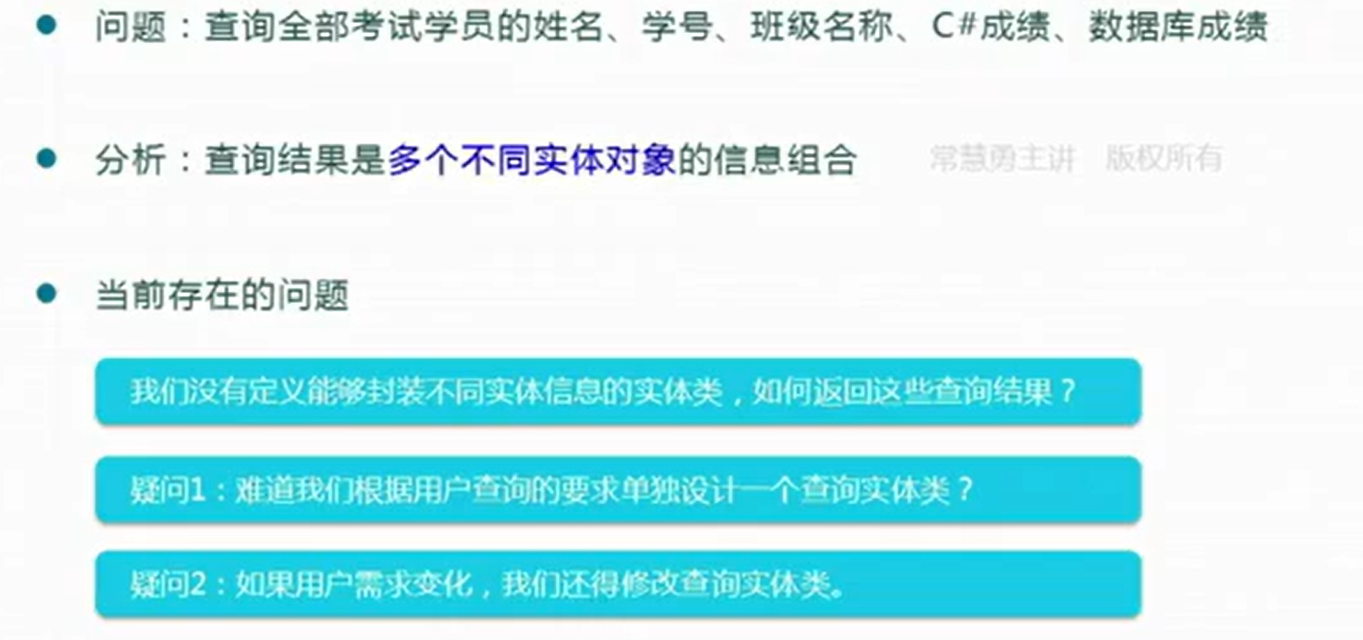 问题：查询全部考试学员的姓名、学号、班级名称、C#成绩、数据库成绩
分析：查询结果是多个不同实体对象的信息组合
常慧勇主讲 版权所有
当前存在的问题
我们没有定义能够封装不同实体信息的实体类，如何返回这些查询结果？
疑问1：难道我们根据用户查询的要求单独设计一个查询实体类？
疑问2：如果用户需求变化，我们还得修改查询实体类。